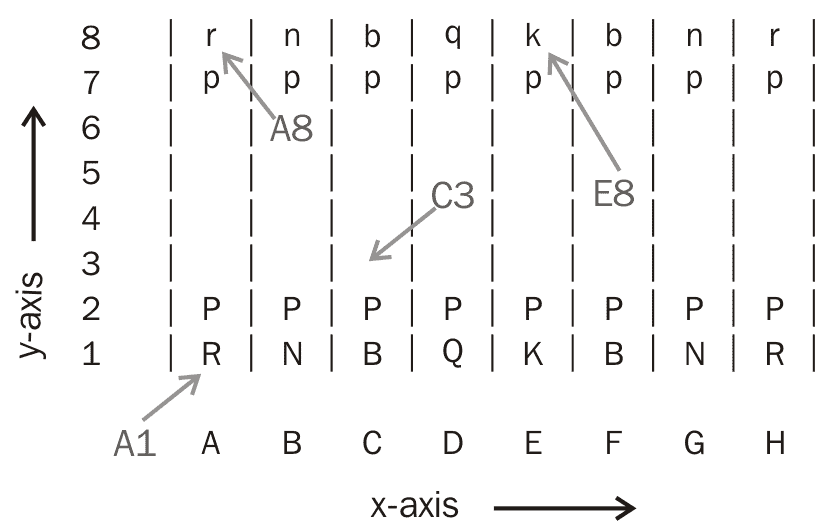 8 | r | n | b | q | k | b | n | r |
7 | p | p | p | p | p | p | p | p |
6 | | | | | | | | |
A8
5 | | | | | | | | |
C3 E8
4 | | | | | | | | |
3 | | | | | | | | |
2 | P | P | P | P | P | P | P | P |
1 | R | N | B | Q | K | B | N | R |
y-axis
A1 A B C D E F G H
x-axis